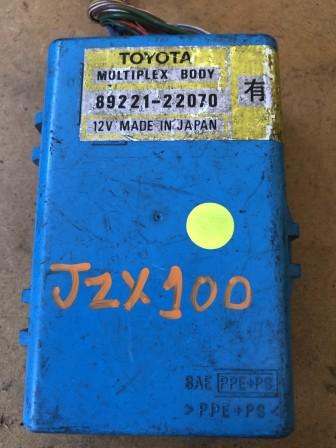 TOYOTA
MULTIPLEX BODY
89221-22070
有
12V MADE IN JAPAN
JZX100
SAE PPE+PS
>PPE+PS<